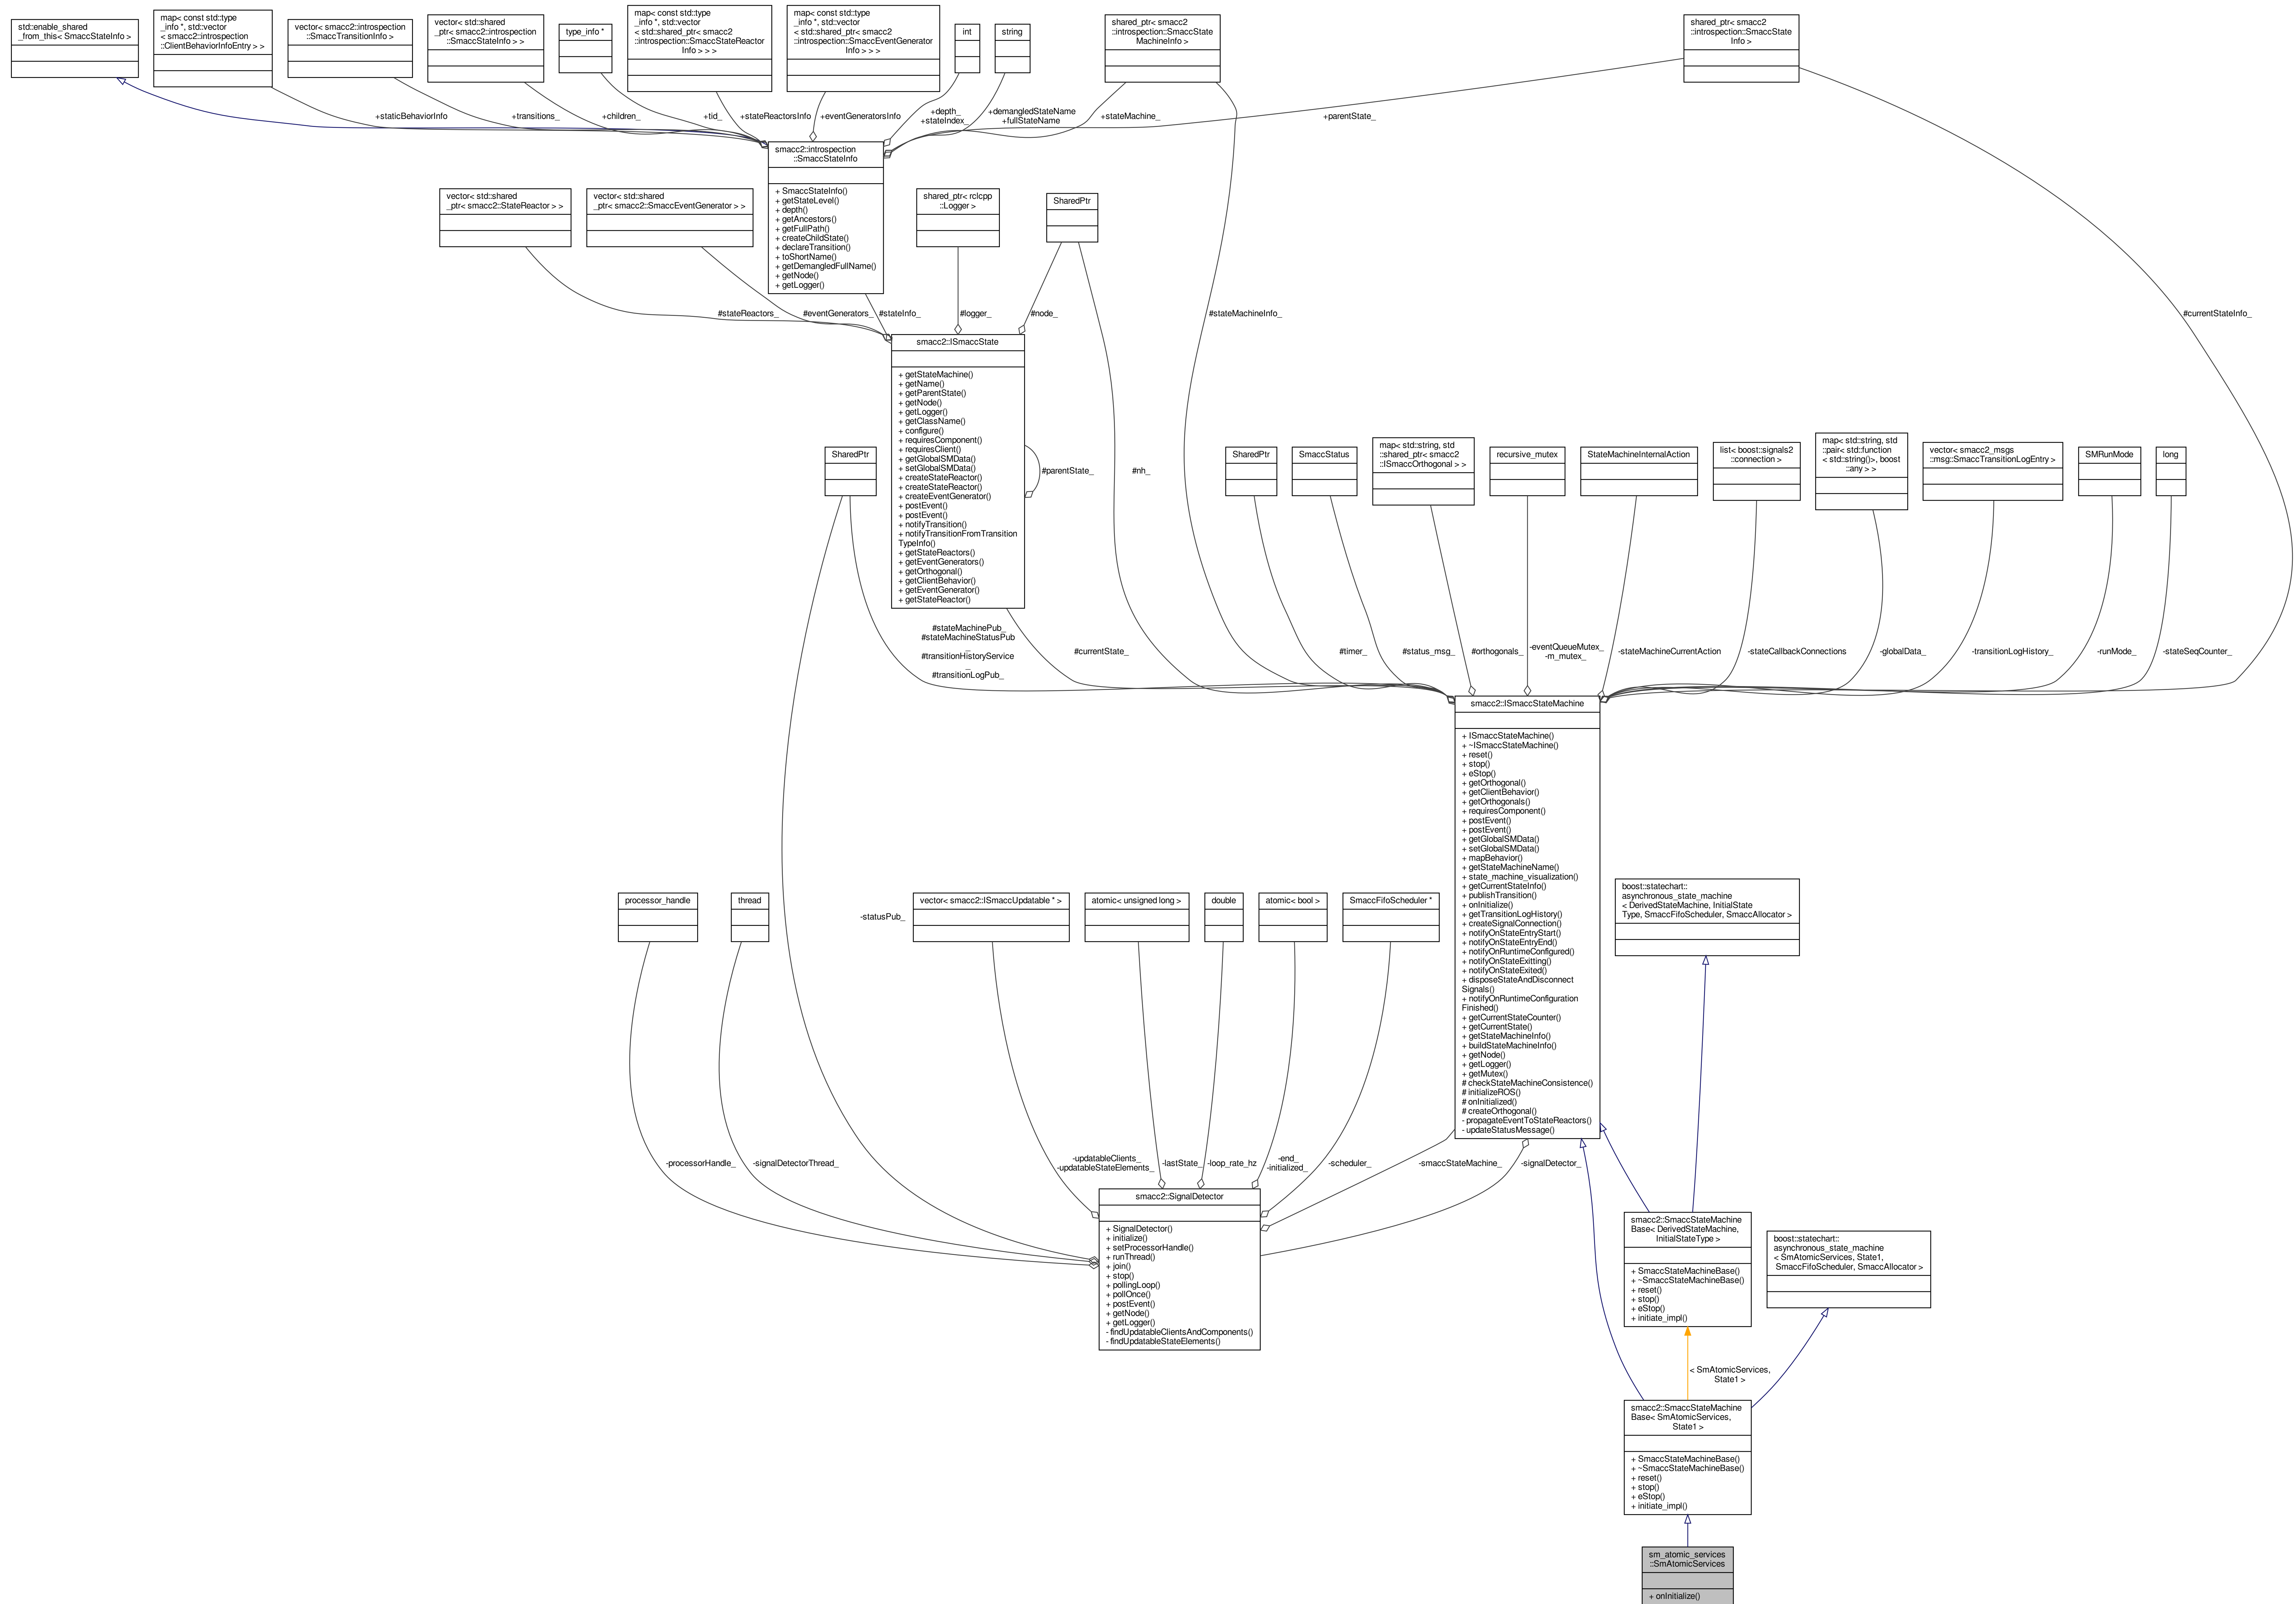 std::enable_shared
_from_this< SmaccStateInfo >
map< const std::type
_info *, std::vector
< smacc2::introspection
::ClientBehaviorInfoEntry > >
vector< smacc2::introspection
::SmaccTransitionInfo >
vector< std::shared
_ptr< smacc2::introspection
::SmaccStateInfo > >
type_info *
map< const std::type
_info *, std::vector
< std::shared_ptr< smacc2
::introspection::SmaccStateReactor
Info > > >
map< const std::type
_info *, std::vector
< std::shared_ptr< smacc2
::introspection::SmaccEventGenerator
Info > > >
int
string
shared_ptr< smacc2
::introspection::SmaccState
MachineInfo >
shared_ptr< smacc2
::introspection::SmaccState
Info >
+staticBehaviorInfo
+transitions_
+children_
+tid_
+stateReactorsInfo
+eventGeneratorsInfo
+depth_
+stateIndex_
+demangledStateName
+fullStateName
+stateMachine_
+parentState_
smacc2::introspection
::SmaccStateInfo
+ SmaccStateInfo()
+ getStateLevel()
+ depth()
+ getAncestors()
+ getFullPath()
+ createChildState()
+ declareTransition()
+ toShortName()
+ getDemangledFullName()
+ getNode()
+ getLogger()
vector< std::shared
_ptr< smacc2::StateReactor > >
vector< std::shared
_ptr< smacc2::SmaccEventGenerator > >
shared_ptr< rclcpp
::Logger >
SharedPtr
#stateReactors_
#eventGenerators_
#stateInfo_
#logger_
#node_
#stateMachineInfo_
#currentStateInfo_
smacc2::ISmaccState
+ getStateMachine()
+ getName()
+ getParentState()
+ getNode()
+ getLogger()
+ getClassName()
+ configure()
+ requiresComponent()
+ requiresClient()
+ getGlobalSMData()
+ setGlobalSMData()
+ createStateReactor()
+ createStateReactor()
+ createEventGenerator()
+ postEvent()
+ postEvent()
+ notifyTransition()
+ notifyTransitionFromTransition
TypeInfo()
+ getStateReactors()
+ getEventGenerators()
+ getOrthogonal()
+ getClientBehavior()
+ getEventGenerator()
+ getStateReactor()
#parentState_
#nh_
SharedPtr
SharedPtr
SmaccStatus
map< std::string, std
::shared_ptr< smacc2
::ISmaccOrthogonal > >
recursive_mutex
StateMachineInternalAction
list< boost::signals2
::connection >
map< std::string, std
::pair< std::function
< std::string()>, boost
::any > >
vector< smacc2_msgs
::msg::SmaccTransitionLogEntry >
SMRunMode
long
#stateMachinePub_
#stateMachineStatusPub
_
#transitionHistoryService
_
#transitionLogPub_
#currentState_
#timer_
#status_msg_
#orthogonals_
-eventQueueMutex_
-m_mutex_
-stateMachineCurrentAction
-stateCallbackConnections
-globalData_
-transitionLogHistory_
-runMode_
-stateSeqCounter_
smacc2::ISmaccStateMachine
+ ISmaccStateMachine()
+ ~ISmaccStateMachine()
+ reset()
+ stop()
+ eStop()
+ getOrthogonal()
+ getClientBehavior()
+ getOrthogonals()
+ requiresComponent()
+ postEvent()
+ postEvent()
+ getGlobalSMData()
+ setGlobalSMData()
+ mapBehavior()
+ getStateMachineName()
+ state_machine_visualization()
+ getCurrentStateInfo()
+ publishTransition()
+ onInitialize()
+ getTransitionLogHistory()
+ createSignalConnection()
+ notifyOnStateEntryStart()
+ notifyOnStateEntryEnd()
+ notifyOnRuntimeConfigured()
+ notifyOnStateExitting()
+ notifyOnStateExited()
+ disposeStateAndDisconnect
Signals()
+ notifyOnRuntimeConfiguration
Finished()
+ getCurrentStateCounter()
+ getCurrentState()
+ getStateMachineInfo()
+ buildStateMachineInfo()
+ getNode()
+ getLogger()
+ getMutex()
# checkStateMachineConsistence()
# initializeROS()
# onInitialized()
# createOrthogonal()
- propagateEventToStateReactors()
- updateStatusMessage()
processor_handle
thread
-statusPub_
vector< smacc2::ISmaccUpdatable * >
atomic< unsigned long >
double
atomic< bool >
SmaccFifoScheduler *
boost::statechart::
asynchronous_state_machine
< DerivedStateMachine, InitialState
Type, SmaccFifoScheduler, SmaccAllocator >
-processorHandle_
-signalDetectorThread_
-updatableClients_
-updatableStateElements_
-lastState_
-loop_rate_hz
-end_
-initialized_
-scheduler_
-smaccStateMachine_
-signalDetector_
smacc2::SignalDetector
+ SignalDetector()
+ initialize()
+ setProcessorHandle()
+ runThread()
+ join()
+ stop()
+ pollingLoop()
+ pollOnce()
+ postEvent()
+ getNode()
+ getLogger()
- findUpdatableClientsAndComponents()
- findUpdatableStateElements()
smacc2::SmaccStateMachine
Base< DerivedStateMachine,
InitialStateType >
+ SmaccStateMachineBase()
+ ~SmaccStateMachineBase()
+ reset()
+ stop()
+ eStop()
+ initiate_impl()
boost::statechart::
asynchronous_state_machine
< SmAtomicServices, State1,
SmaccFifoScheduler, SmaccAllocator >
< SmAtomicServices,
State1 >
smacc2::SmaccStateMachine
Base< SmAtomicServices,
State1 >
+ SmaccStateMachineBase()
+ ~SmaccStateMachineBase()
+ reset()
+ stop()
+ eStop()
+ initiate_impl()
sm_atomic_services
::SmAtomicServices
+ onInitialize()